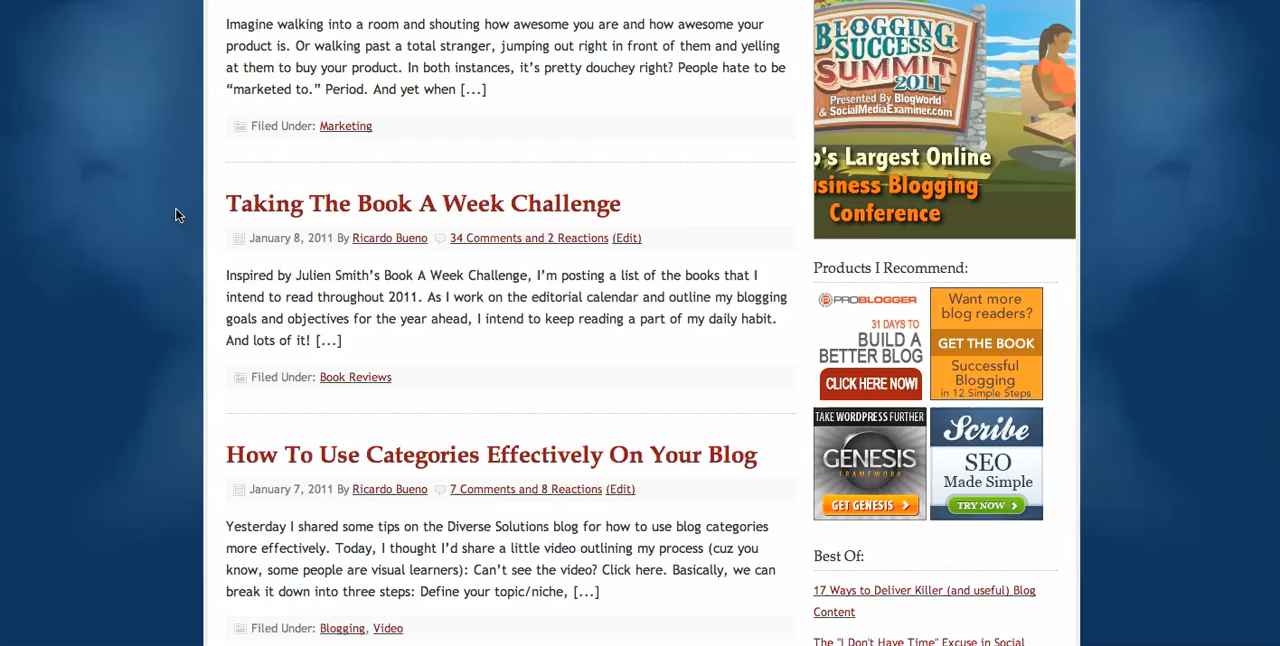 Imagine walking into a room and shouting how awesome you are and how awesome your
product is. Or walking past a total stranger, jumping out right in front of them and yelling
at them to buy your product. In both instances, it’s pretty douchey right? People hate to be
“marketed to.” Period. And yet when [...]
Filed Under: Marketing
Taking The Book A Week Challenge
January 8, 2011 By Ricardo Bueno 34 Comments and 2 Reactions (Edit)
Inspired by Julien Smith’s Book A Week Challenge, I’m posting a list of the books that I
intend to read throughout 2011. As I work on the editorial calendar and outline my blogging
goals and objectives for the year ahead, I intend to keep reading a part of my daily habit.
And lots of it! [...]
Filed Under: Book Reviews
How To Use Categories Effectively On Your Blog
January 7, 2011 By Ricardo Bueno 7 Comments and 8 Reactions (Edit)
Yesterday I shared some tips on the Diverse Solutions blog for how to use blog categories
more effectively. Today, I thought I’d share a little video outlining my process (cuz you
know, some people are visual learners): Can’t see the video? Click here. Basically, we can
break it down into three steps: Define your topic/niche, [...]
Filed Under: Blogging, Video
BLOGGING
SUCCESS
SUMMIT
2011
Presented By BlogWorld
& SocialMediaExaminer.com
's Largest Online
siness Blogging
Conference
Products I Recommend:
PROBLOGGER
31 DAYS TO
BUILD A
BETTER BLOG
CLICK HERE NOW!
Want more
blog readers?
GET THE BOOK
Successful
Blogging
in 12 Simple Steps
TAKE WORDPRESS FURTHER
GENESIS
FRAMEWORK
GET GENESIS
Scribe
SEO
Made Simple
TRY NOW
Best Of:
17 Ways to Deliver Killer (and useful) Blog
Content
The "I Don't Have Time" Excuse in Social